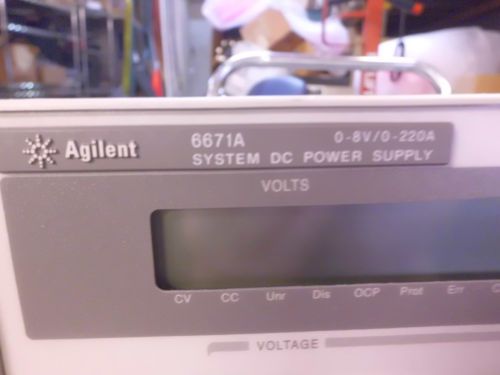 Agilent
6671A 0-8V/0-220A
SYSTEM DC POWER SUPPLY
VOLTS
CV CC Unr Dis OCP Prot Err
VOLTAGE